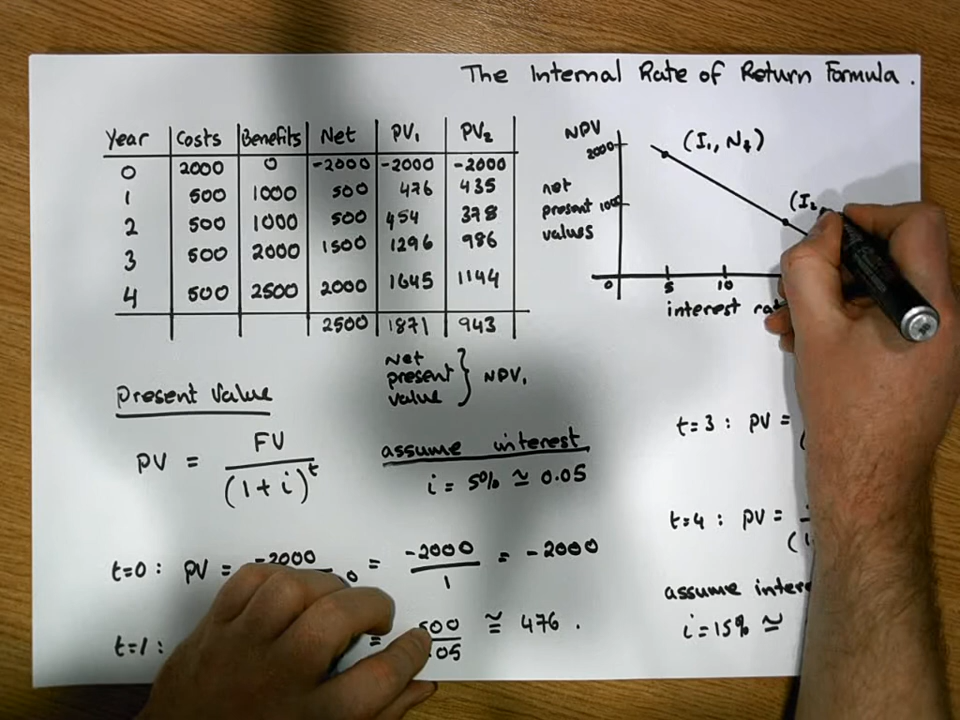 The Internal Rate of Return Formula.
Year Costs Benefits Net PV1 PV2
0 2000 0 -2000 -2000 -2000
1 500 1000 500 476 435
2 500 1000 500 454 378
3 500 2000 1500 1296 986
4 500 2500 2000 1645 1144
2500 1871 943
Net
present
value
} NPV1
NPV
2000
(I1, N
net
present 1000
values
(I2,
0 5 10
interest
Present Value
PV = FV
(1 + i)^t
assume interest
i = 5% ≅ 0.05
t=0 : PV = -2000
0 = -2000 = -2000
1
t=1 :
= 500 ≅ 476 .
.05
t=3 : PV =
(
t=4 : PV =
(1
assume
i = 15% ≅